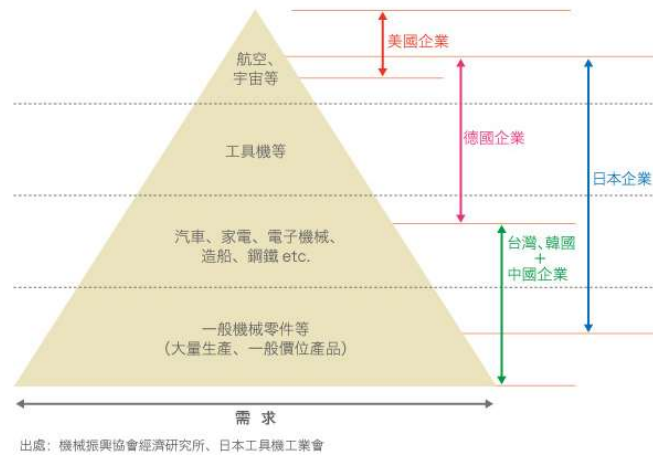 美國企業
航空、
宇宙等
德國企業
工具機等
日本企業
汽車、家電、電子機械、
造船、鋼鐵 etc.
台灣、韓國
+
中國企業
一般機械零件等
（大量生產、一般價位產品）
需 求
出處：機械振興協會經濟研究所、日本工具機工業會